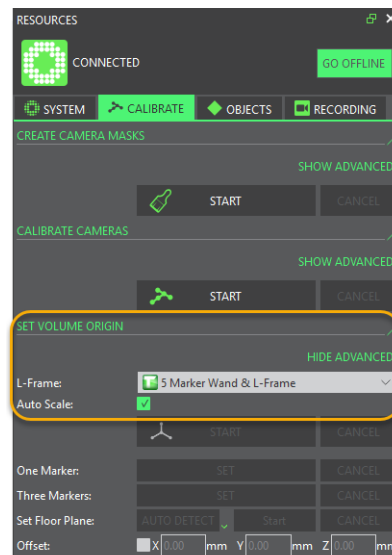 RESOURCES
CONNECTED
GO OFFLINE
SYSTEM CALIBRATE OBJECTS RECORDING
CREATE CAMERA MASKS
SHOW ADVANCED
START CANCEL
CALIBRATE CAMERAS
SHOW ADVANCED
START CANCEL
SET VOLUME ORIGIN
HIDE ADVANCED
L-Frame: 5 Marker Wand & L-Frame
Auto Scale:
START CANCEL
One Marker: SET CANCEL
Three Markers: SET CANCEL
Set Floor Plane: AUTO DETECT Start CANCEL
Offset: X 0.00 mm Y 0.00 mm Z 0.00 mm